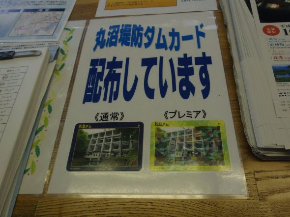 丸沼堤防ダムカード
配布しています
《通常》
《プレミア》